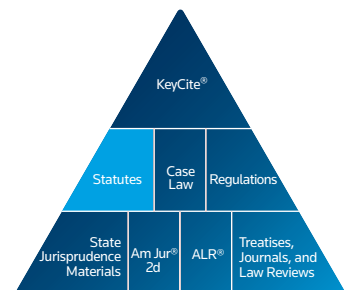 KeyCite®
Statutes
Case
Law
Regulations
State
Jurisprudence
Materials
Am Jur®
2d
ALR®
Treatises,
Journals, and
Law Reviews